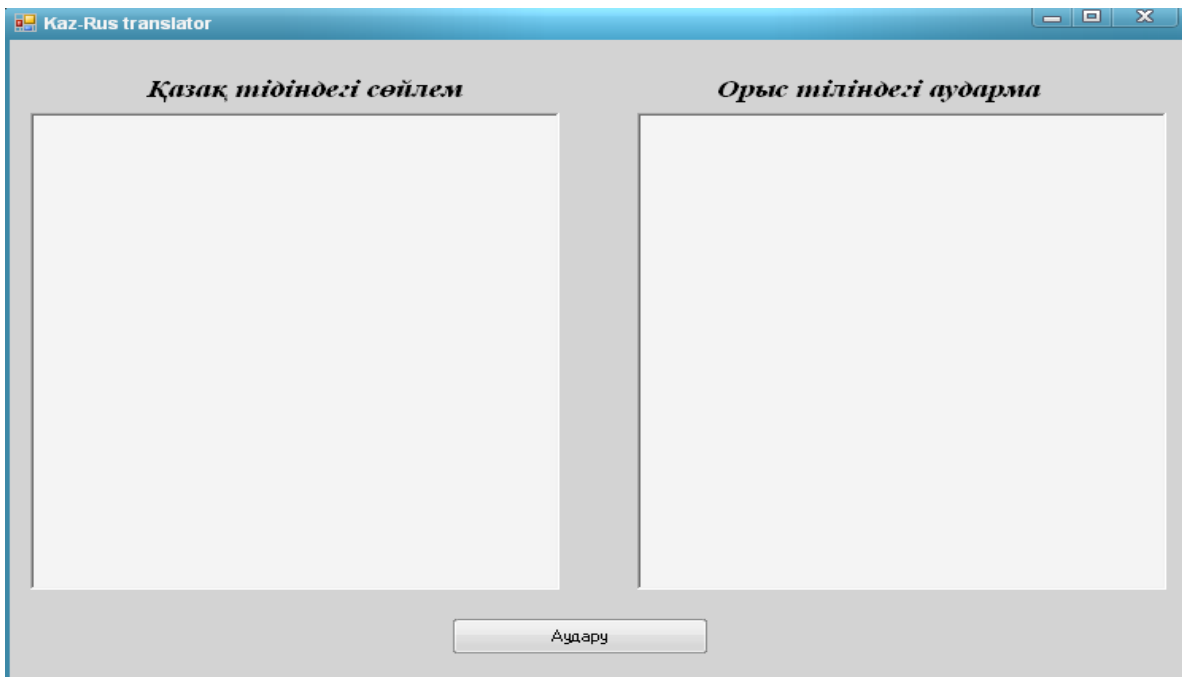 Kaz-Rus translator
Қазақ тідіндегі сөйлем
Орыс тіліндегі аударма
Аудару